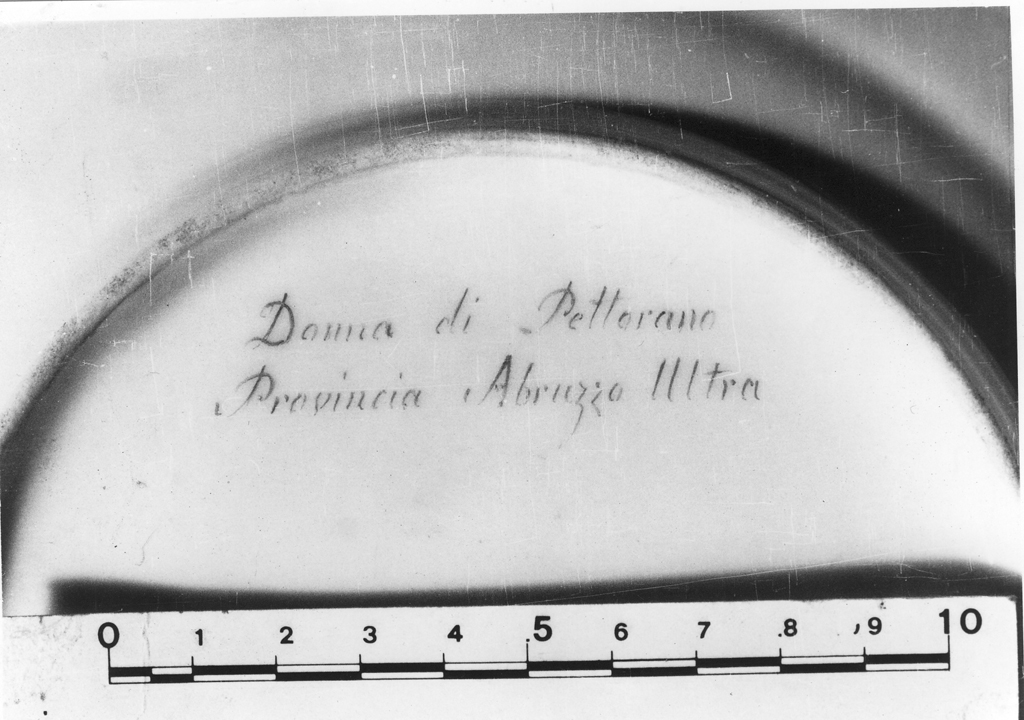 Donna di Pettorano
Provincia Abruzzo Ultra
0 1 2 3 4 5 6 7 8 9 10